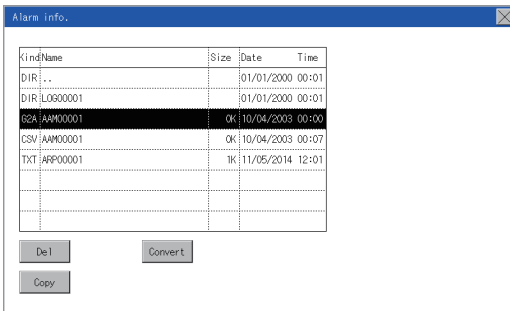 Alarm info.
Kind Name Size Date Time
DIR .. 01/01/2000 00:01
DIR LOG00001 01/01/2000 00:01
G2A AAM00001 0K 10/04/2003 00:00
CSV AAM00001 0K 10/04/2003 00:07
TXT ARP00001 1K 11/05/2014 12:01
Del Convert
Copy